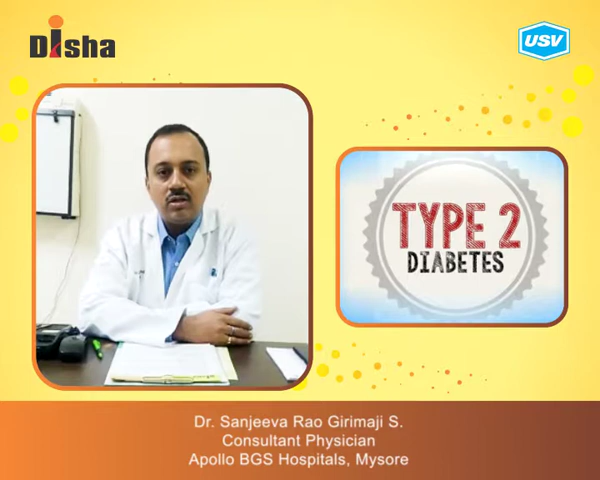 Disha
USV
TYPE 2
DIABETES
Dr. Sanjeeva Rao Girimaji S.
Consultant Physician
Apollo BGS Hospitals, Mysore